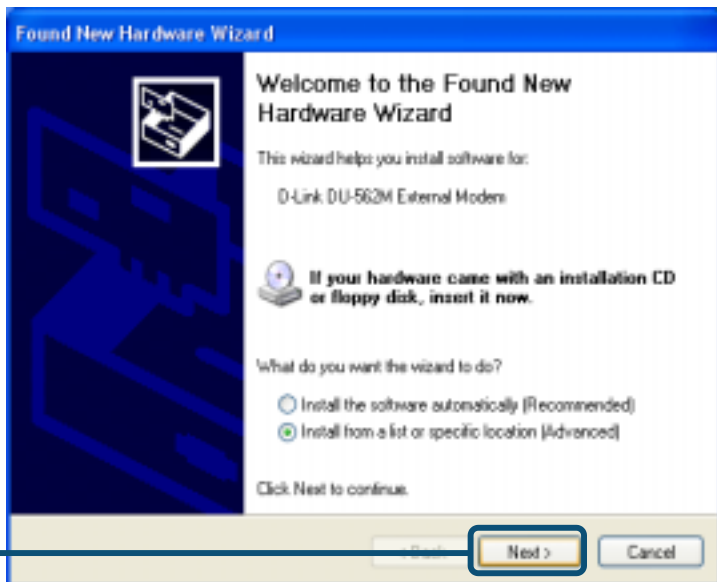 Found New Hardware Wizard
Welcome to the Found New
Hardware Wizard
This wizard helps you install software for:
D-Link DU-562M External Modem
If your hardware came with an installation CD
or floppy disk, insert it now.
What do you want the wizard to do?
Install the software automatically (Recommended)
Install from a list or specific location (Advanced)
Click Next to continue.
< Back Next > Cancel